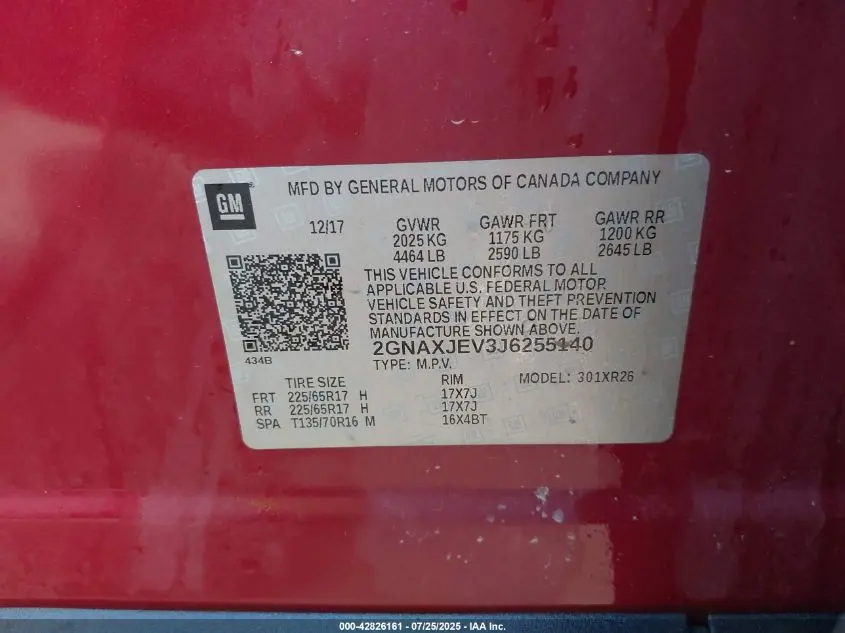 GM
MFD BY GENERAL MOTORS OF CANADA COMPANY
12/17 GVWR GAWR FRT GAWR RR
2025 KG 1175 KG 1200 KG
4464 LB 2590 LB 2645 LB
THIS VEHICLE CONFORMS TO ALL
APPLICABLE U.S. FEDERAL MOTOR
VEHICLE SAFETY AND THEFT PREVENTION
STANDARDS IN EFFECT ON THE DATE OF
MANUFACTURE SHOWN ABOVE.
434B
2GNAXJEV3J6255140
TYPE: M.P.V.
TIRE SIZE RIM MODEL: 301XR26
FRT 225/65R17 H 17X7J
RR 225/65R17 H 17X7J
SPA T135/70R16 M 16X4BT
000-42826161 - 07/25/2025 - IAA Inc.